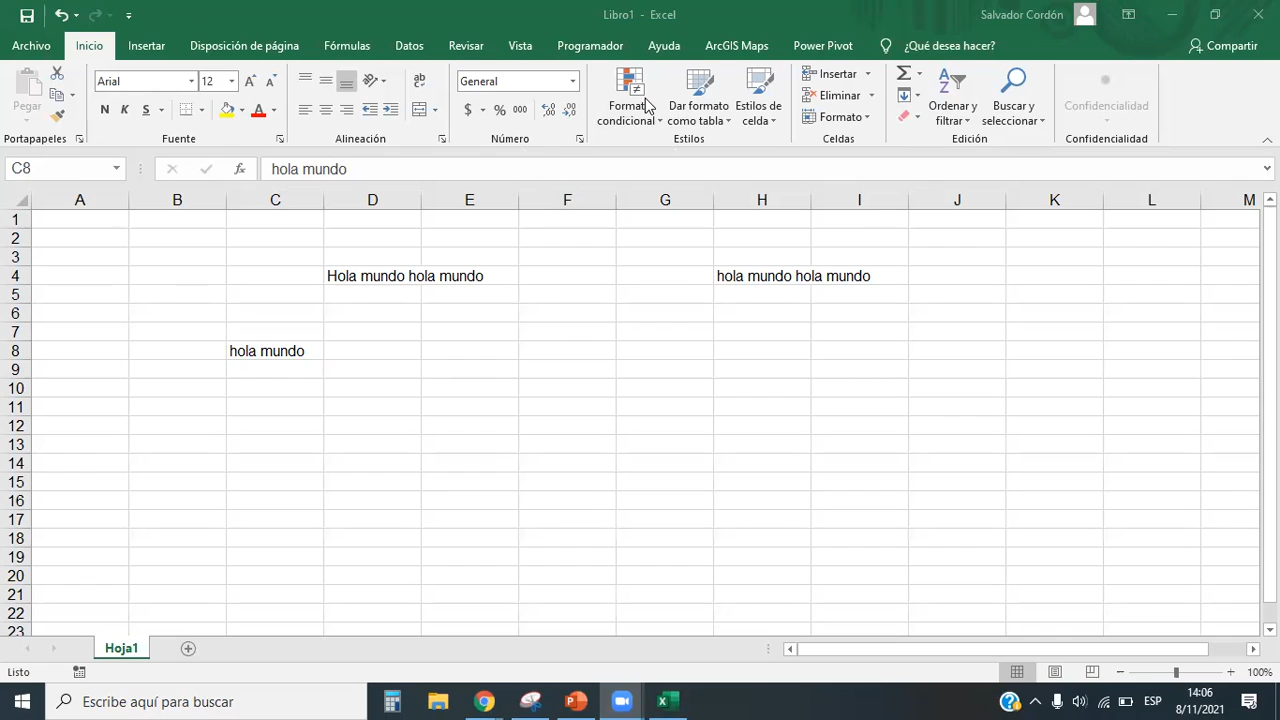 Libro1 - Excel
Salvador Cordón
Archivo Inicio Insertar Disposición de página Fórmulas Datos Revisar Vista Programador Ayuda ArcGIS Maps Power Pivot ¿Qué desea hacer? Compartir
Pegar
Arial 12
N K S
ab
General
$ % 000
Formato condicional
Dar formato como tabla
Estilos de celda
Insertar
Eliminar
Formato
Ordenar y filtrar
Buscar y seleccionar
Confidencialidad
Portapapeles Fuente Alineación Número Estilos Celdas Edición Confidencialidad
C8 fx hola mundo
A B C D E F G H I J K L M
1
2
3
4 Hola mundo hola mundo hola mundo hola mundo
5
6
7
8 hola mundo
9
10
11
12
13
14
15
16
17
18
19
20
21
22
23
Hoja1
Listo 100%
Escribe aquí para buscar
ESP
14:06
8/11/2021